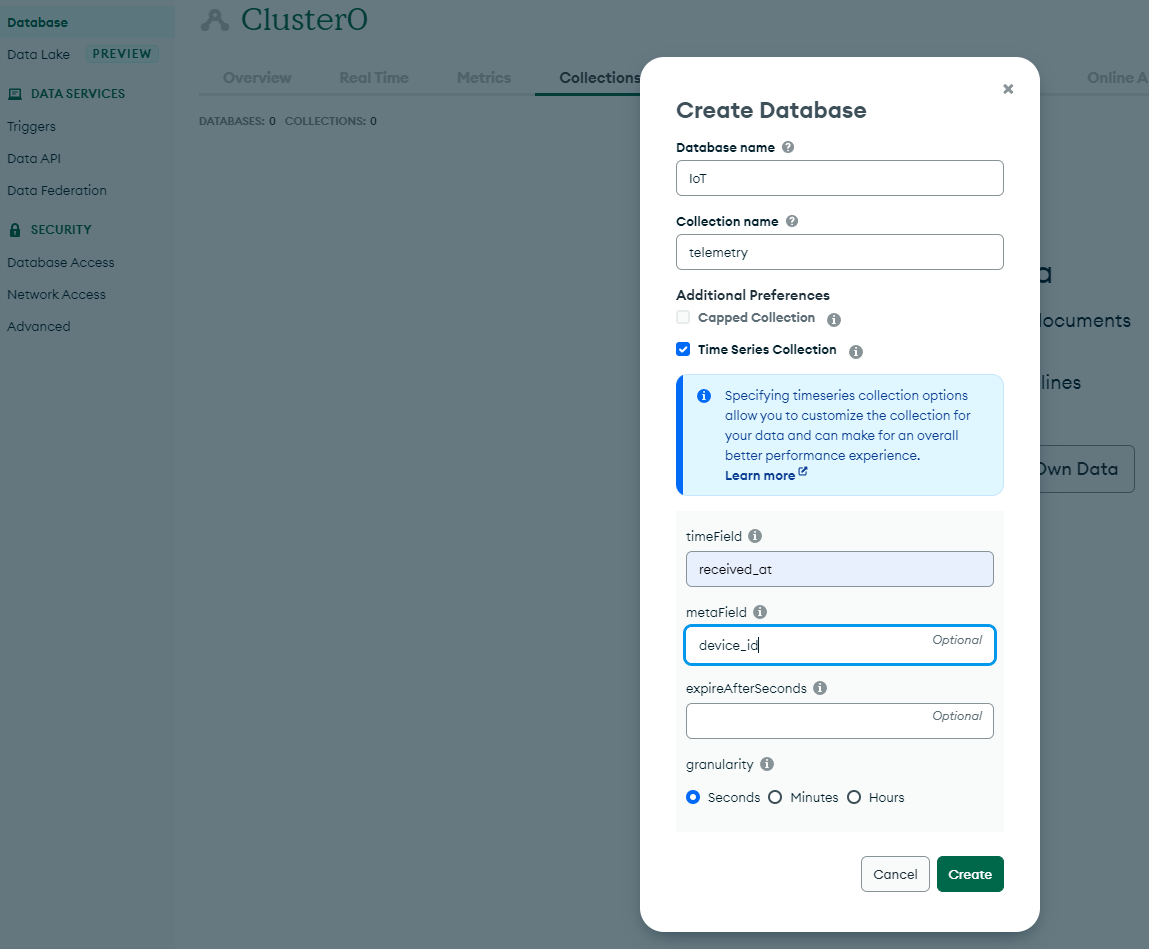 Database
Data Lake PREVIEW
DATA SERVICES
Triggers
Data API
Data Federation
SECURITY
Database Access
Network Access
Advanced
Cluster0
Overview Real Time Metrics Collections Online A
DATABASES: 0 COLLECTIONS: 0
Create Database
Database name
IoT
Collection name
telemetry
Additional Preferences
Capped Collection
Time Series Collection
Specifying timeseries collection options
allow you to customize the collection for
your data and can make for an overall
better performance experience.
Learn more
timeField
received_at
metaField
device_id Optional
expireAfterSeconds
Optional
granularity
Seconds Minutes Hours
Cancel Create
a
documents
lines
Own Data